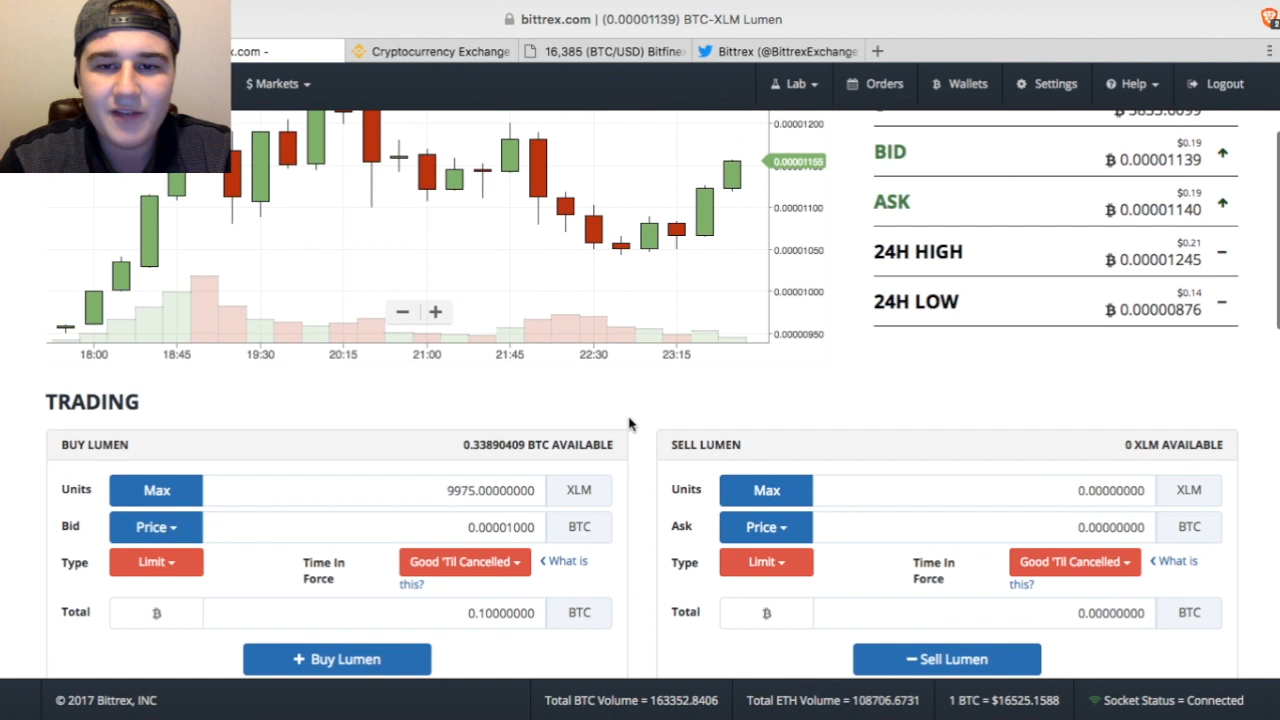 bittrex.com | (0.00001139) BTC-XLM Lumen
x.com -
Cryptocurrency Exchange
16,385 (BTC/USD) Bitfinex
Bittrex (@BittrexExchange
$ Markets
Lab
Orders
Wallets
Settings
Help
Logout
0.00001200
0.00001155
0.00001100
0.00001050
0.00001000
0.00000950
18:00 18:45 19:30 20:15 21:00 21:45 22:30 23:15
BID
$0.19
0.00001139
ASK
$0.19
0.00001140
24H HIGH
$0.21
0.00001245
24H LOW
$0.14
0.00000876
TRADING
BUY LUMEN 0.33890409 BTC AVAILABLE
Units Max 9975.00000000 XLM
Bid Price 0.00001000 BTC
Type Limit Time In Force Good 'Til Cancelled What is this?
Total 0.10000000 BTC
+ Buy Lumen
SELL LUMEN 0 XLM AVAILABLE
Units Max 0.00000000 XLM
Ask Price 0.00000000 BTC
Type Limit Time In Force Good 'Til Cancelled What is this?
Total 0.00000000 BTC
− Sell Lumen
© 2017 Bittrex, INC
Total BTC Volume = 163352.8406
Total ETH Volume = 108706.6731
1 BTC = $16525.1588
Socket Status = Connected